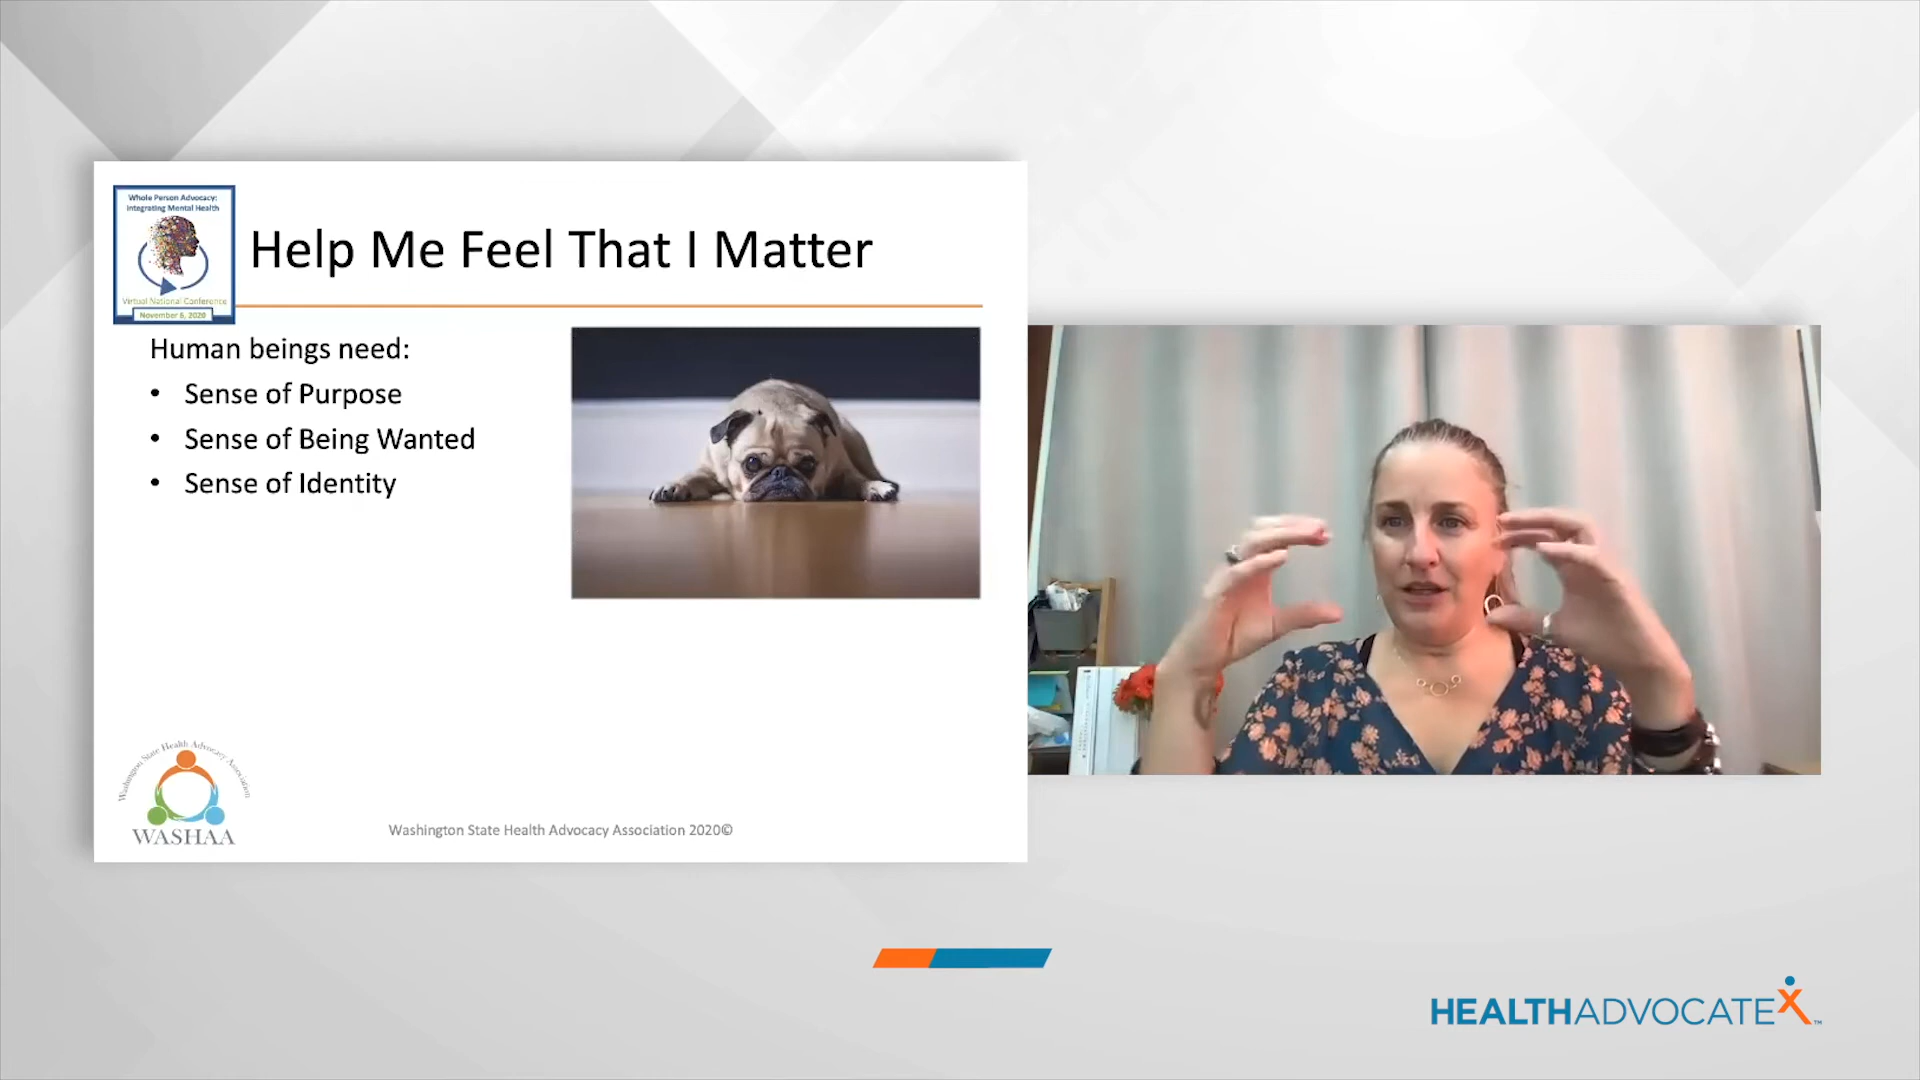 Whole Person Advocacy:
Integrating Mental Health
Virtual National Conference
November 6, 2020
Help Me Feel That I Matter
Human beings need:
• Sense of Purpose
• Sense of Being Wanted
• Sense of Identity
Washington State Health Advocacy Association
WASHAA
Washington State Health Advocacy Association 2020©
HEALTHADVOCATEX™